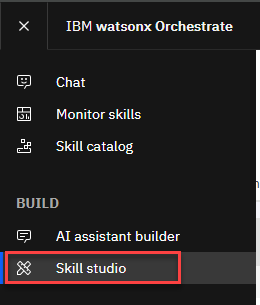 IBM watsonx Orchestrate
Chat
Monitor skills
Skill catalog
BUILD
AI assistant builder
Skill studio